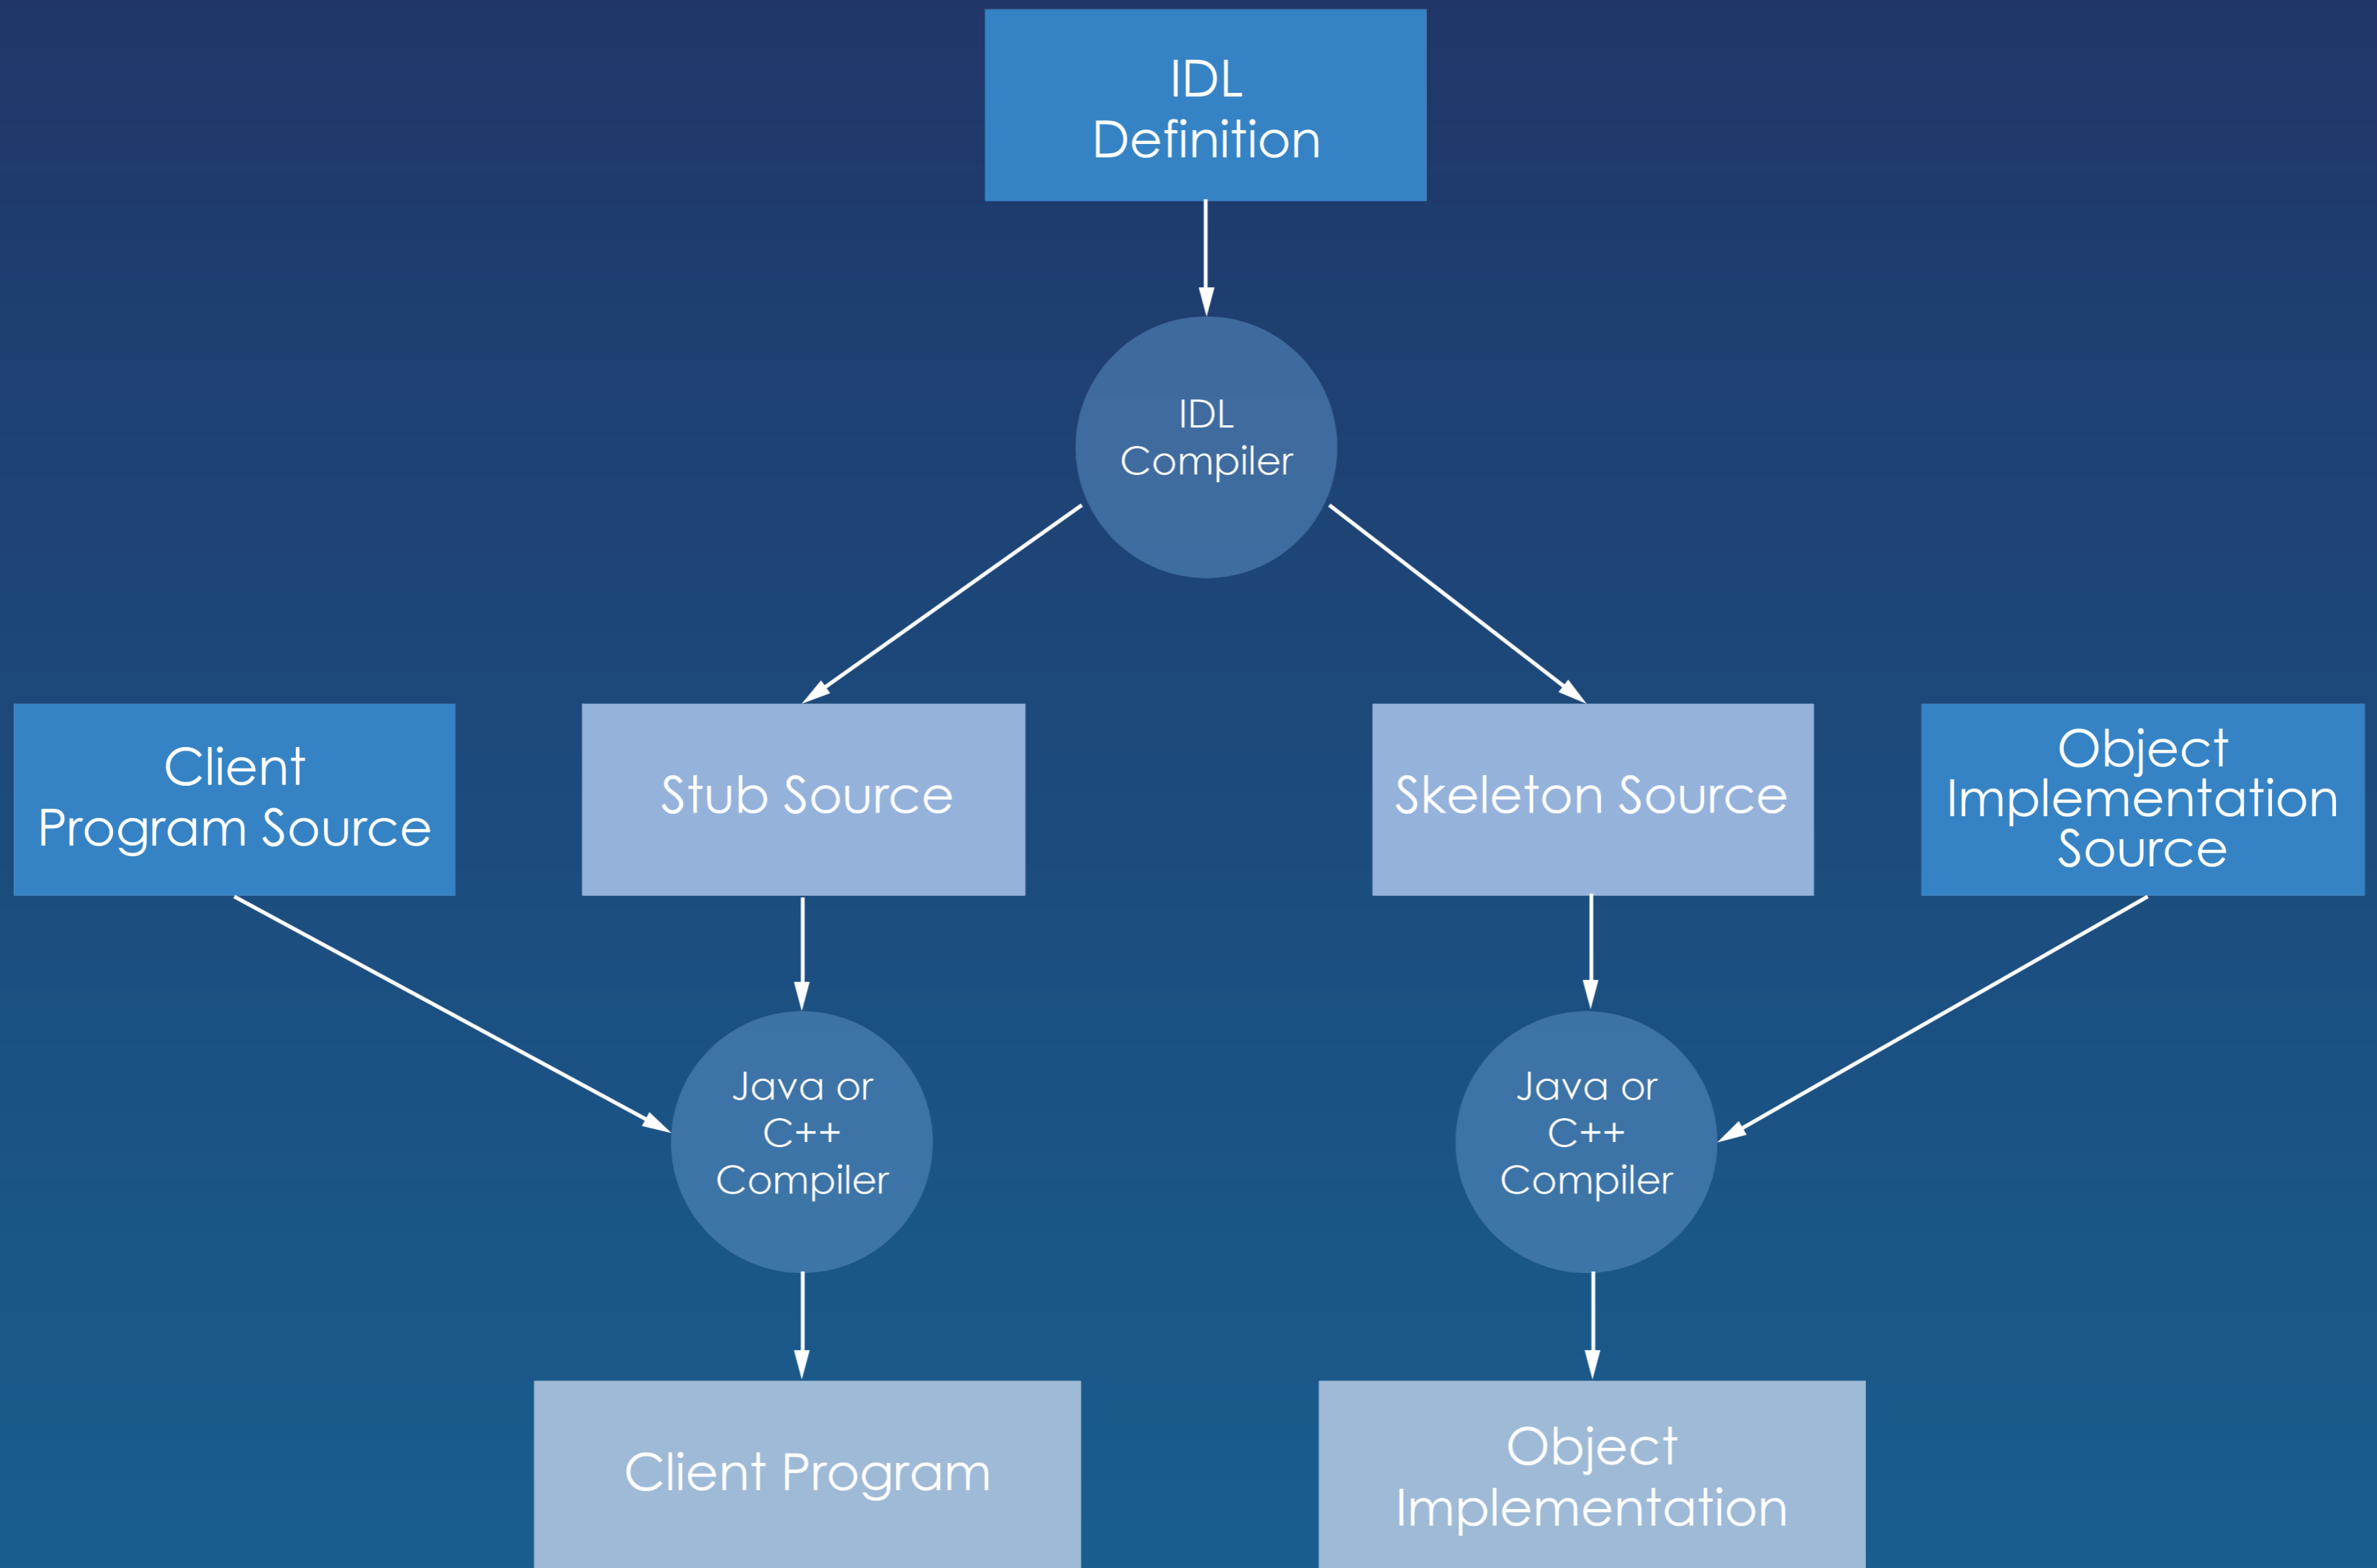 IDL
Definition
IDL
Compiler
Client
Program Source
Stub Source
Skeleton Source
Object
Implementation
Source
Java or
C++
Compiler
Java or
C++
Compiler
Client Program
Object
Implementation